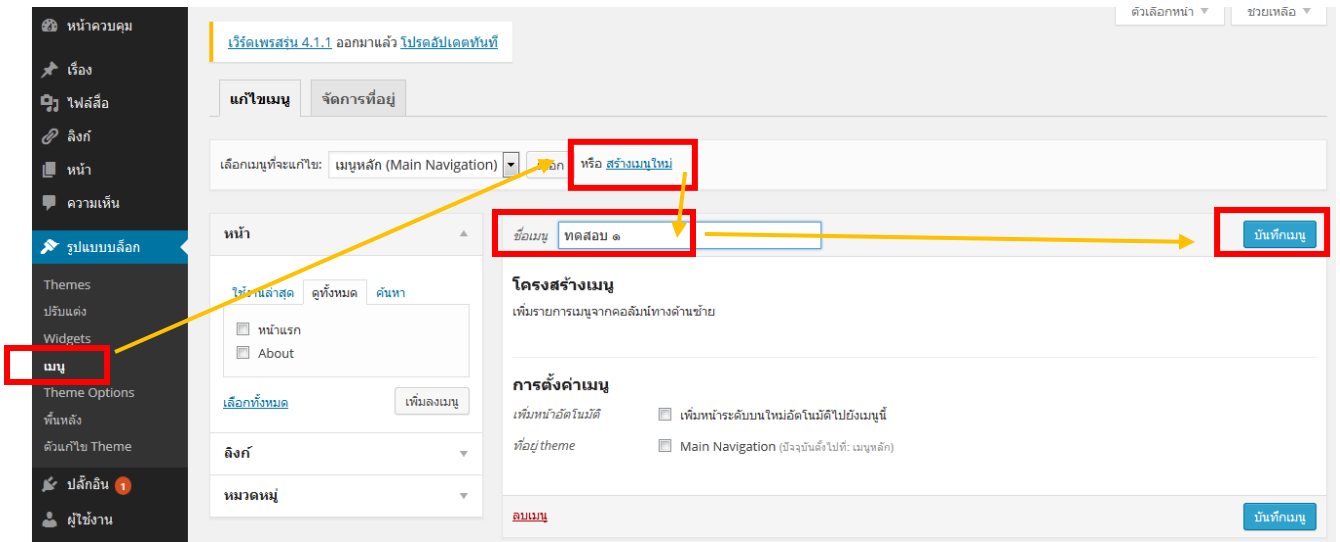 ตัวเลือกหน้า
ช่วยเหลือ
หน้าควบคุม
เรื่อง
ไฟล์สื่อ
ลิงก์
หน้า
ความเห็น
รูปแบบบล็อก
Themes
ปรับแต่ง
Widgets
เมนู
Theme Options
พื้นหลัง
ตัวแก้ไข Theme
ปลั๊กอิน 1
ผู้ใช้งาน
เวิร์ดเพรสรุ่น 4.1.1 ออกมาแล้ว โปรดอัปเดตทันที
แก้ไขเมนู
จัดการที่อยู่
เลือกเมนูที่จะแก้ไข: เมนูหลัก (Main Navigation) หรือ สร้างเมนูใหม่
หน้า
ใช้งานล่าสุด ดูทั้งหมด ค้นหา
หน้าแรก
About
เลือกทั้งหมด เพิ่มลงเมนู
ลิงก์
หมวดหมู่
ชื่อเมนู ทดสอบ ๑ บันทึกเมนู
โครงสร้างเมนู
เพิ่มรายการเมนูจากคอลัมน์ทางด้านซ้าย
การตั้งค่าเมนู
เพิ่มหน้าอัตโนมัติ เพิ่มหน้าระดับบนใหม่อัตโนมัติไปยังเมนูนี้
ที่อยู่ theme Main Navigation (ปัจจุบันตั้งไปที่: เมนูหลัก)
ลบเมนู บันทึกเมนู